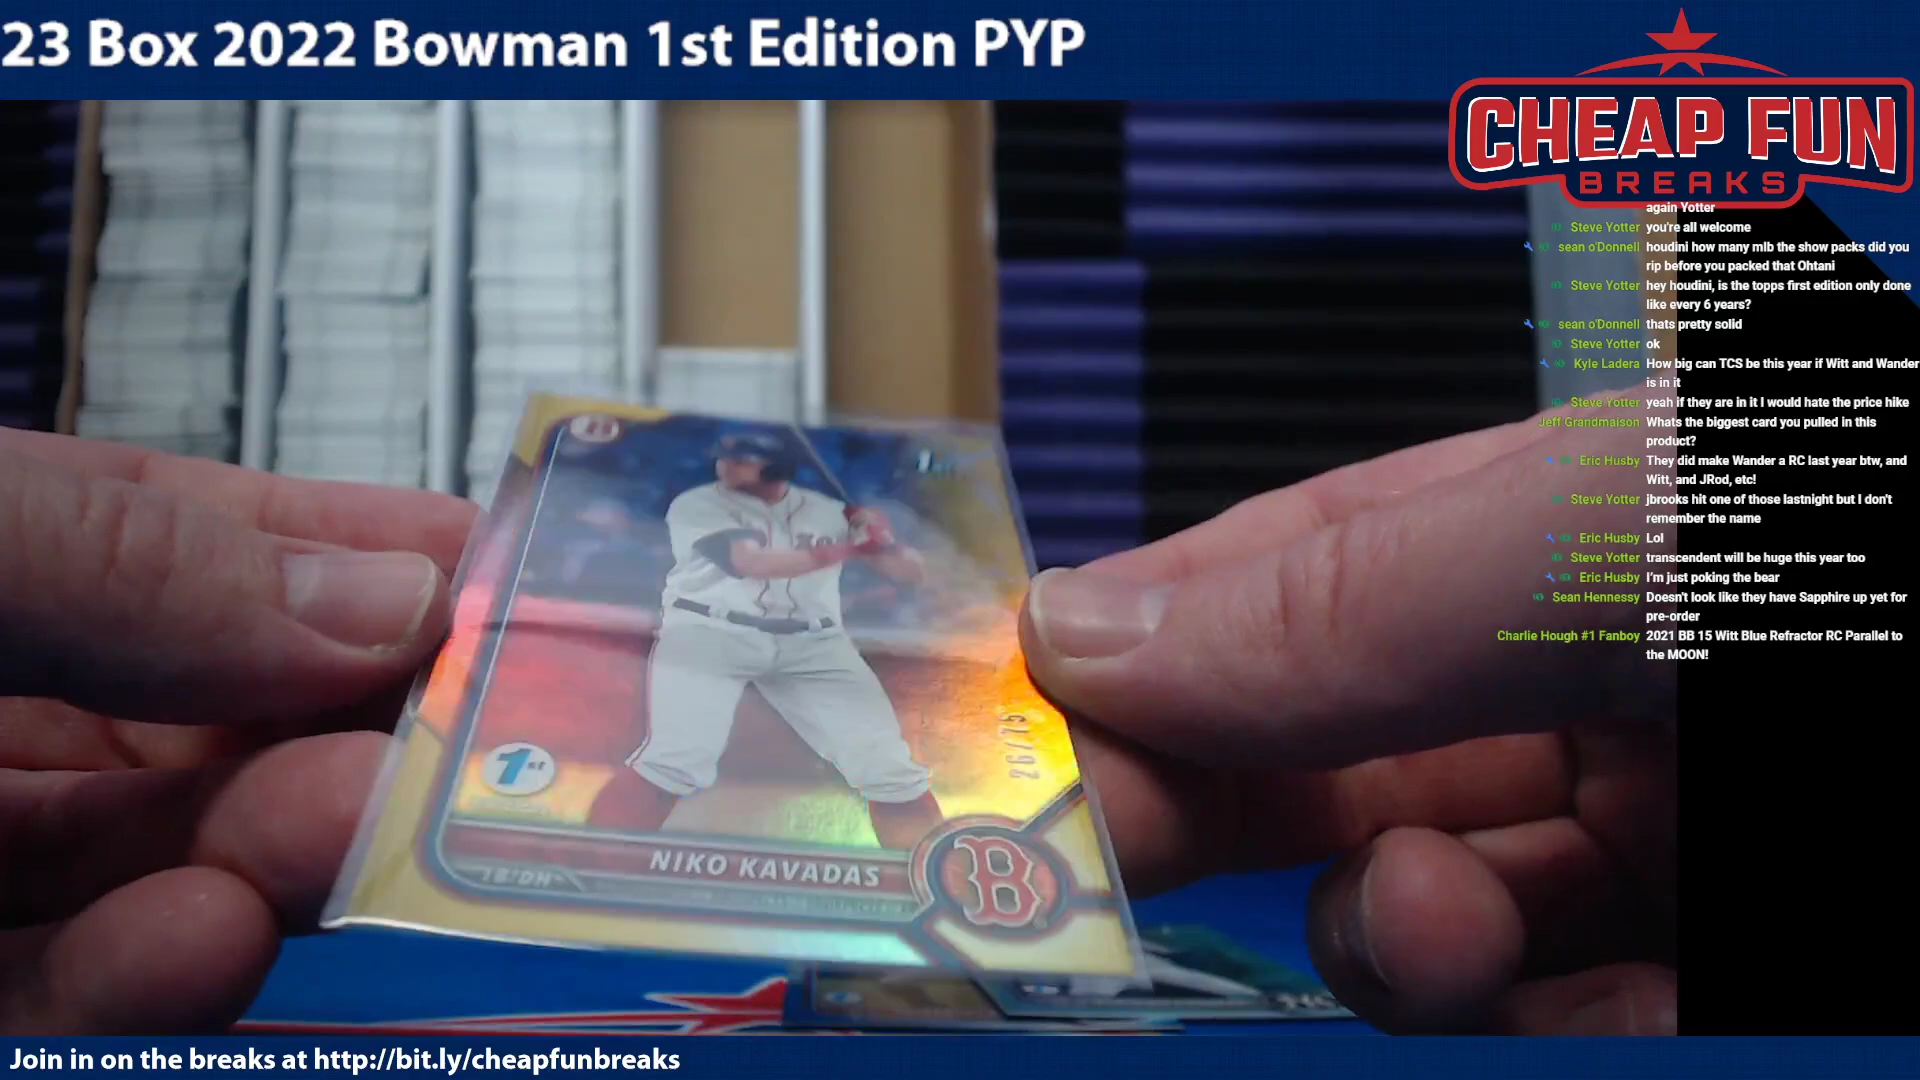 23 Box 2022 Bowman 1st Edition PYP
CHEAP FUN
BREAKS
again Yotter
Steve Yotter you're all welcome
sean o'Donnell houdini how many mlb the show packs did you
rip before you packed that Ohtani
Steve Yotter hey houdini, is the topps first edition only done
like every 6 years?
sean o'Donnell thats pretty solid
Steve Yotter ok
Kyle Ladera How big can TCS be this year if Witt and Wander
is in it
Steve Yotter yeah if they are in it I would hate the price hike
Jeff Grandmaison Whats the biggest card you pulled in this
product?
Eric Husby They did make Wander a RC last year btw, and
Witt, and JRod, etc!
Steve Yotter jbrooks hit one of those lastnight but I don't
remember the name
Eric Husby Lol
Steve Yotter transcendent will be huge this year too
Eric Husby I'm just poking the bear
Sean Hennessy Doesn't look like they have Sapphire up yet for
pre-order
Charlie Hough #1 Fanboy 2021 BB 15 Witt Blue Refractor RC Parallel to
the MOON!
26/75
1st
NIKO KAVADAS
1B/DH
B
Join in on the breaks at http://bit.ly/cheapfunbreaks